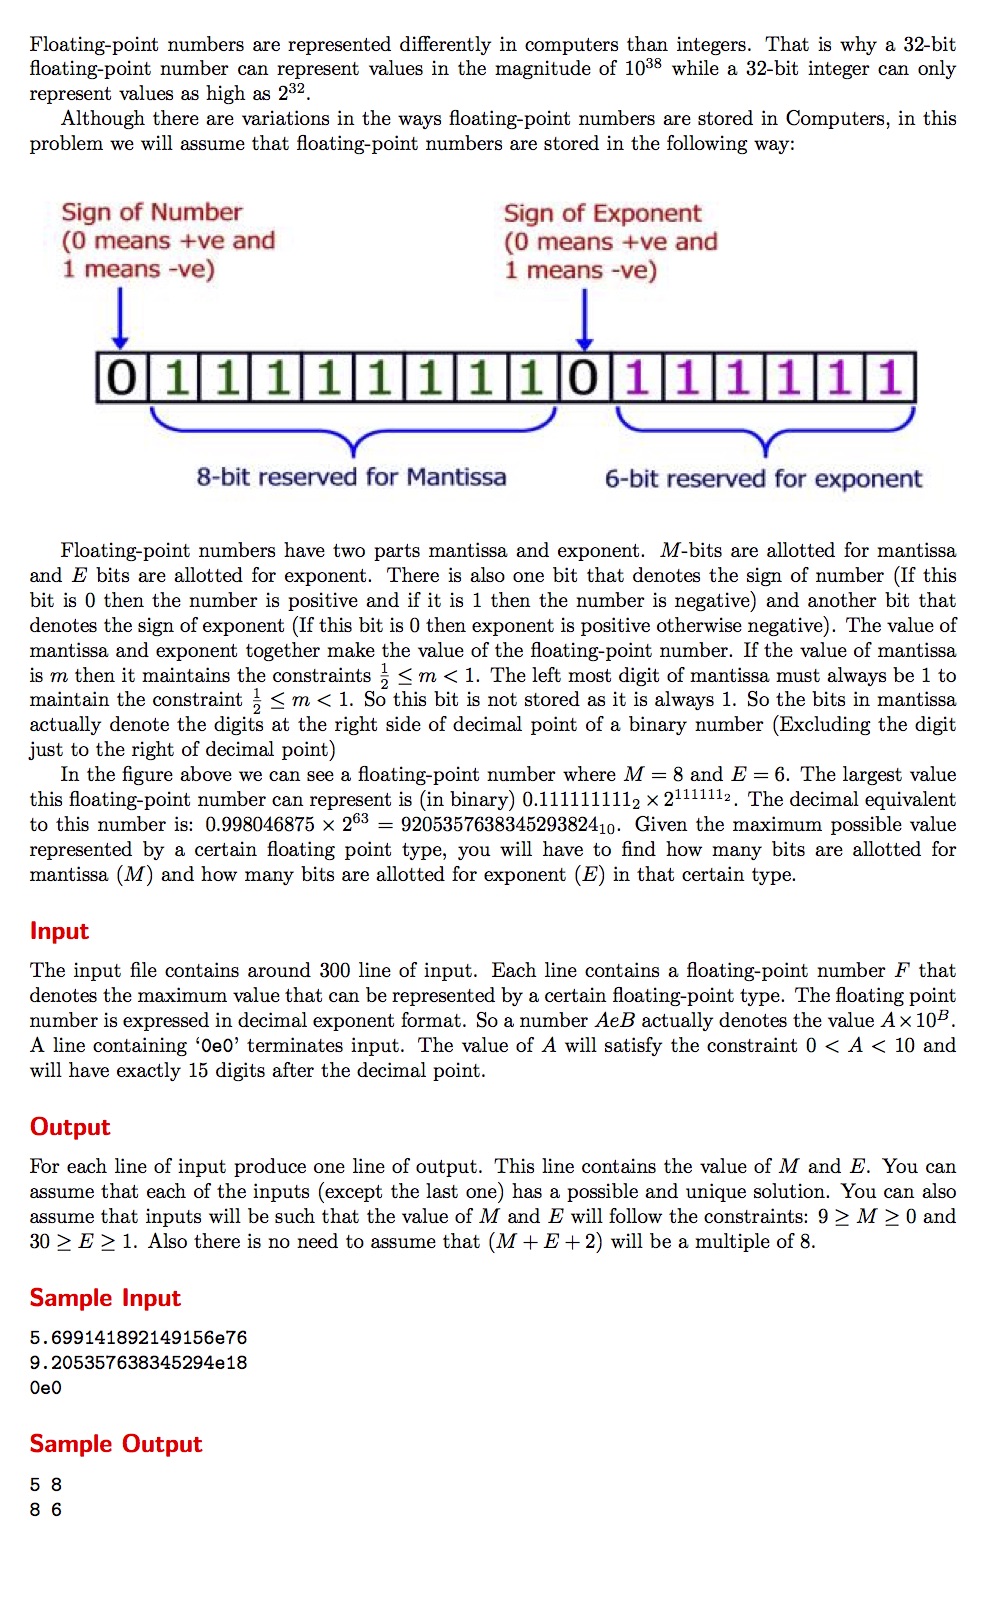 Floating-point numbers are represented differently in computers than integers. That is why a 32-bit
floating-point number can represent values in the magnitude of 10^38 while a 32-bit integer can only
represent values as high as 2^32.
Although there are variations in the ways floating-point numbers are stored in Computers, in this
problem we will assume that floating-point numbers are stored in the following way:
Sign of Number
(0 means +ve and
1 means -ve)
Sign of Exponent
(0 means +ve and
1 means -ve)
0 1 1 1 1 1 1 1 1 0 1 1 1 1 1 1
8-bit reserved for Mantissa
6-bit reserved for exponent
Floating-point numbers have two parts mantissa and exponent. M-bits are allotted for mantissa
and E bits are allotted for exponent. There is also one bit that denotes the sign of number (If this
bit is 0 then the number is positive and if it is 1 then the number is negative) and another bit that
denotes the sign of exponent (If this bit is 0 then exponent is positive otherwise negative). The value of
mantissa and exponent together make the value of the floating-point number. If the value of mantissa
is m then it maintains the constraints 1/2 ≤ m < 1. The left most digit of mantissa must always be 1 to
maintain the constraint 1/2 ≤ m < 1. So this bit is not stored as it is always 1. So the bits in mantissa
actually denote the digits at the right side of decimal point of a binary number (Excluding the digit
just to the right of decimal point)
In the figure above we can see a floating-point number where M = 8 and E = 6. The largest value
this floating-point number can represent is (in binary) 0.111111111₂ × 2^111111₂. The decimal equivalent
to this number is: 0.998046875 × 2^63 = 9205357638345293824₁₀. Given the maximum possible value
represented by a certain floating point type, you will have to find how many bits are allotted for
mantissa (M) and how many bits are allotted for exponent (E) in that certain type.
Input
The input file contains around 300 line of input. Each line contains a floating-point number F that
denotes the maximum value that can be represented by a certain floating-point type. The floating point
number is expressed in decimal exponent format. So a number AeB actually denotes the value A × 10^B.
A line containing ‘0e0’ terminates input. The value of A will satisfy the constraint 0 < A < 10 and
will have exactly 15 digits after the decimal point.
Output
For each line of input produce one line of output. This line contains the value of M and E. You can
assume that each of the inputs (except the last one) has a possible and unique solution. You can also
assume that inputs will be such that the value of M and E will follow the constraints: 9 ≥ M ≥ 0 and
30 ≥ E ≥ 1. Also there is no need to assume that (M + E + 2) will be a multiple of 8.
Sample Input
5.699141892149156e76
9.205357638345294e18
0e0
Sample Output
5 8
8 6